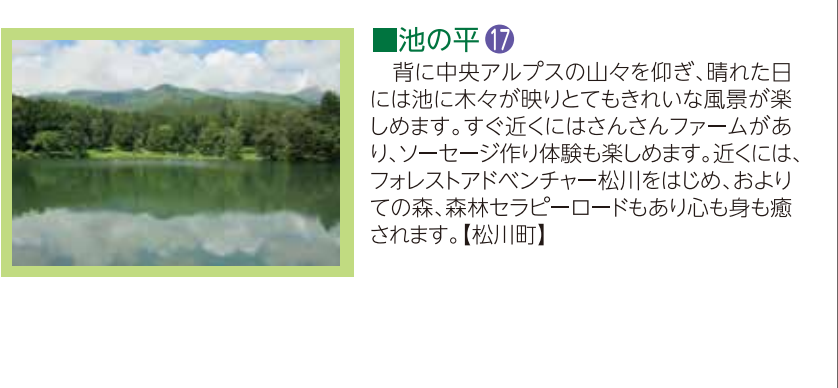 ■池の平⓱
　背に中央アルプスの山々を仰ぎ、晴れた日
には池に木々が映りとてもきれいな風景が楽
しめます。すぐ近くにはさんさんファームがあ
り、ソーセージ作り体験も楽しめます。近くには、
フォレストアドベンチャー松川をはじめ、おより
ての森、森林セラピーロードもあり心も身も癒
されます。【松川町】